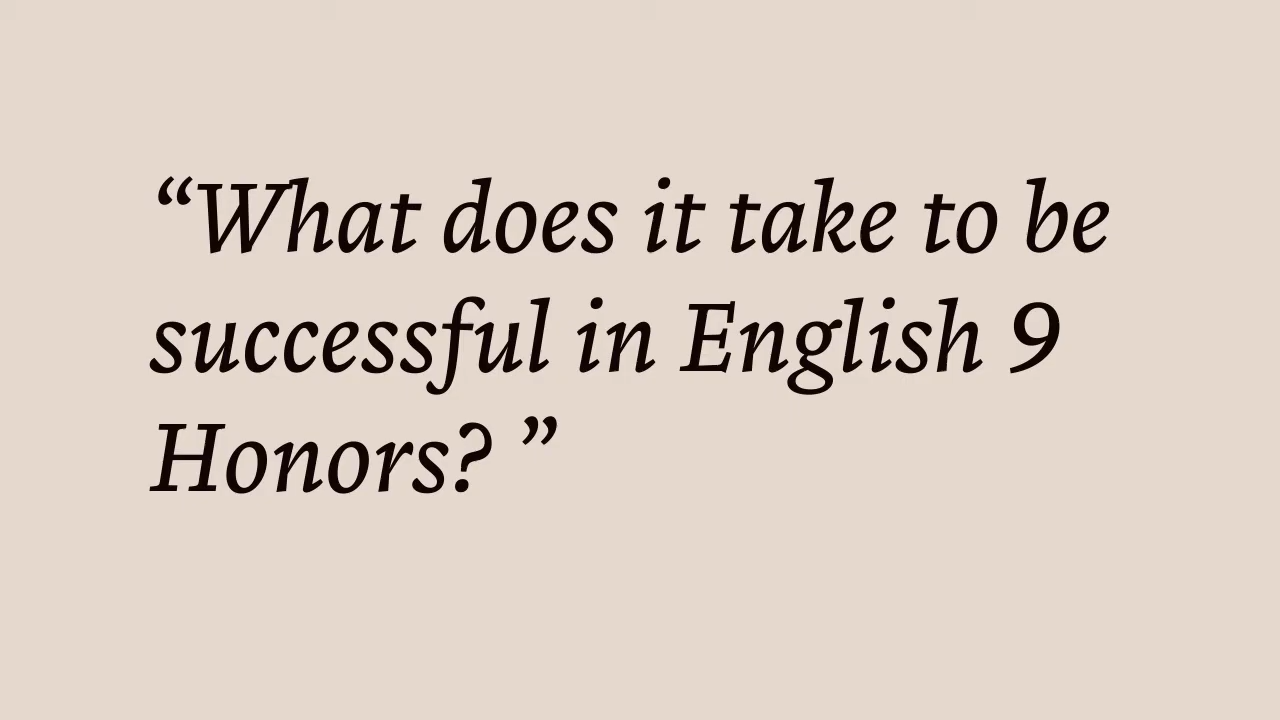 “What does it take to be
successful in English 9
Honors? ”